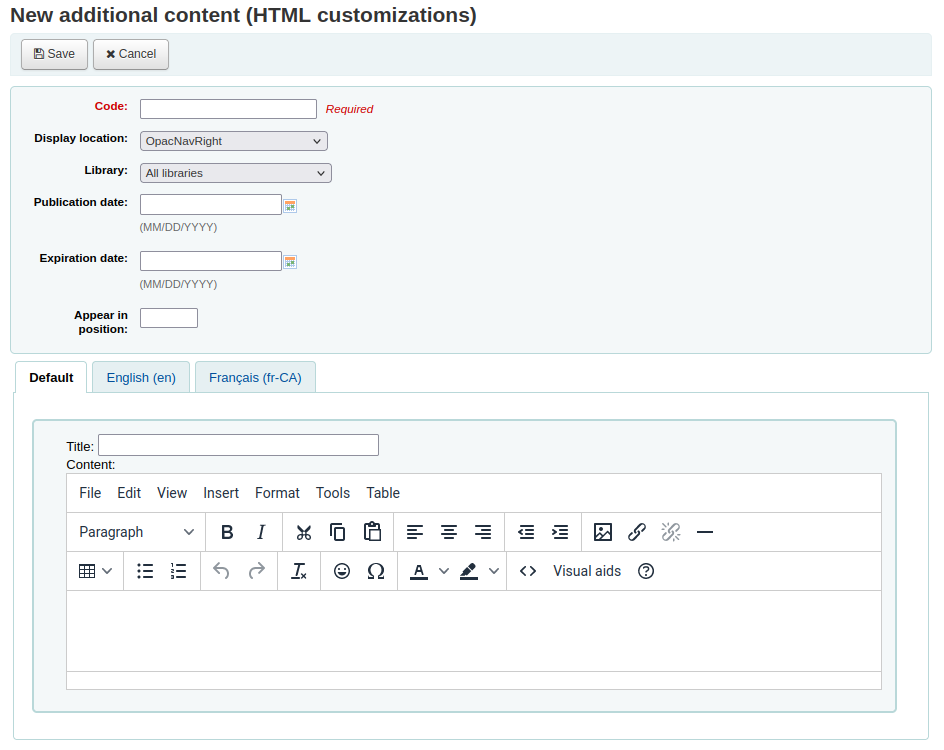 New additional content (HTML customizations)
Save Cancel
Code: Required
Display location: OpacNavRight
Library: All libraries
Publication date:
(MM/DD/YYYY)
Expiration date:
(MM/DD/YYYY)
Appear in
position:
Default English (en) Français (fr-CA)
Title:
Content:
File Edit View Insert Format Tools Table
Paragraph B I
Visual aids